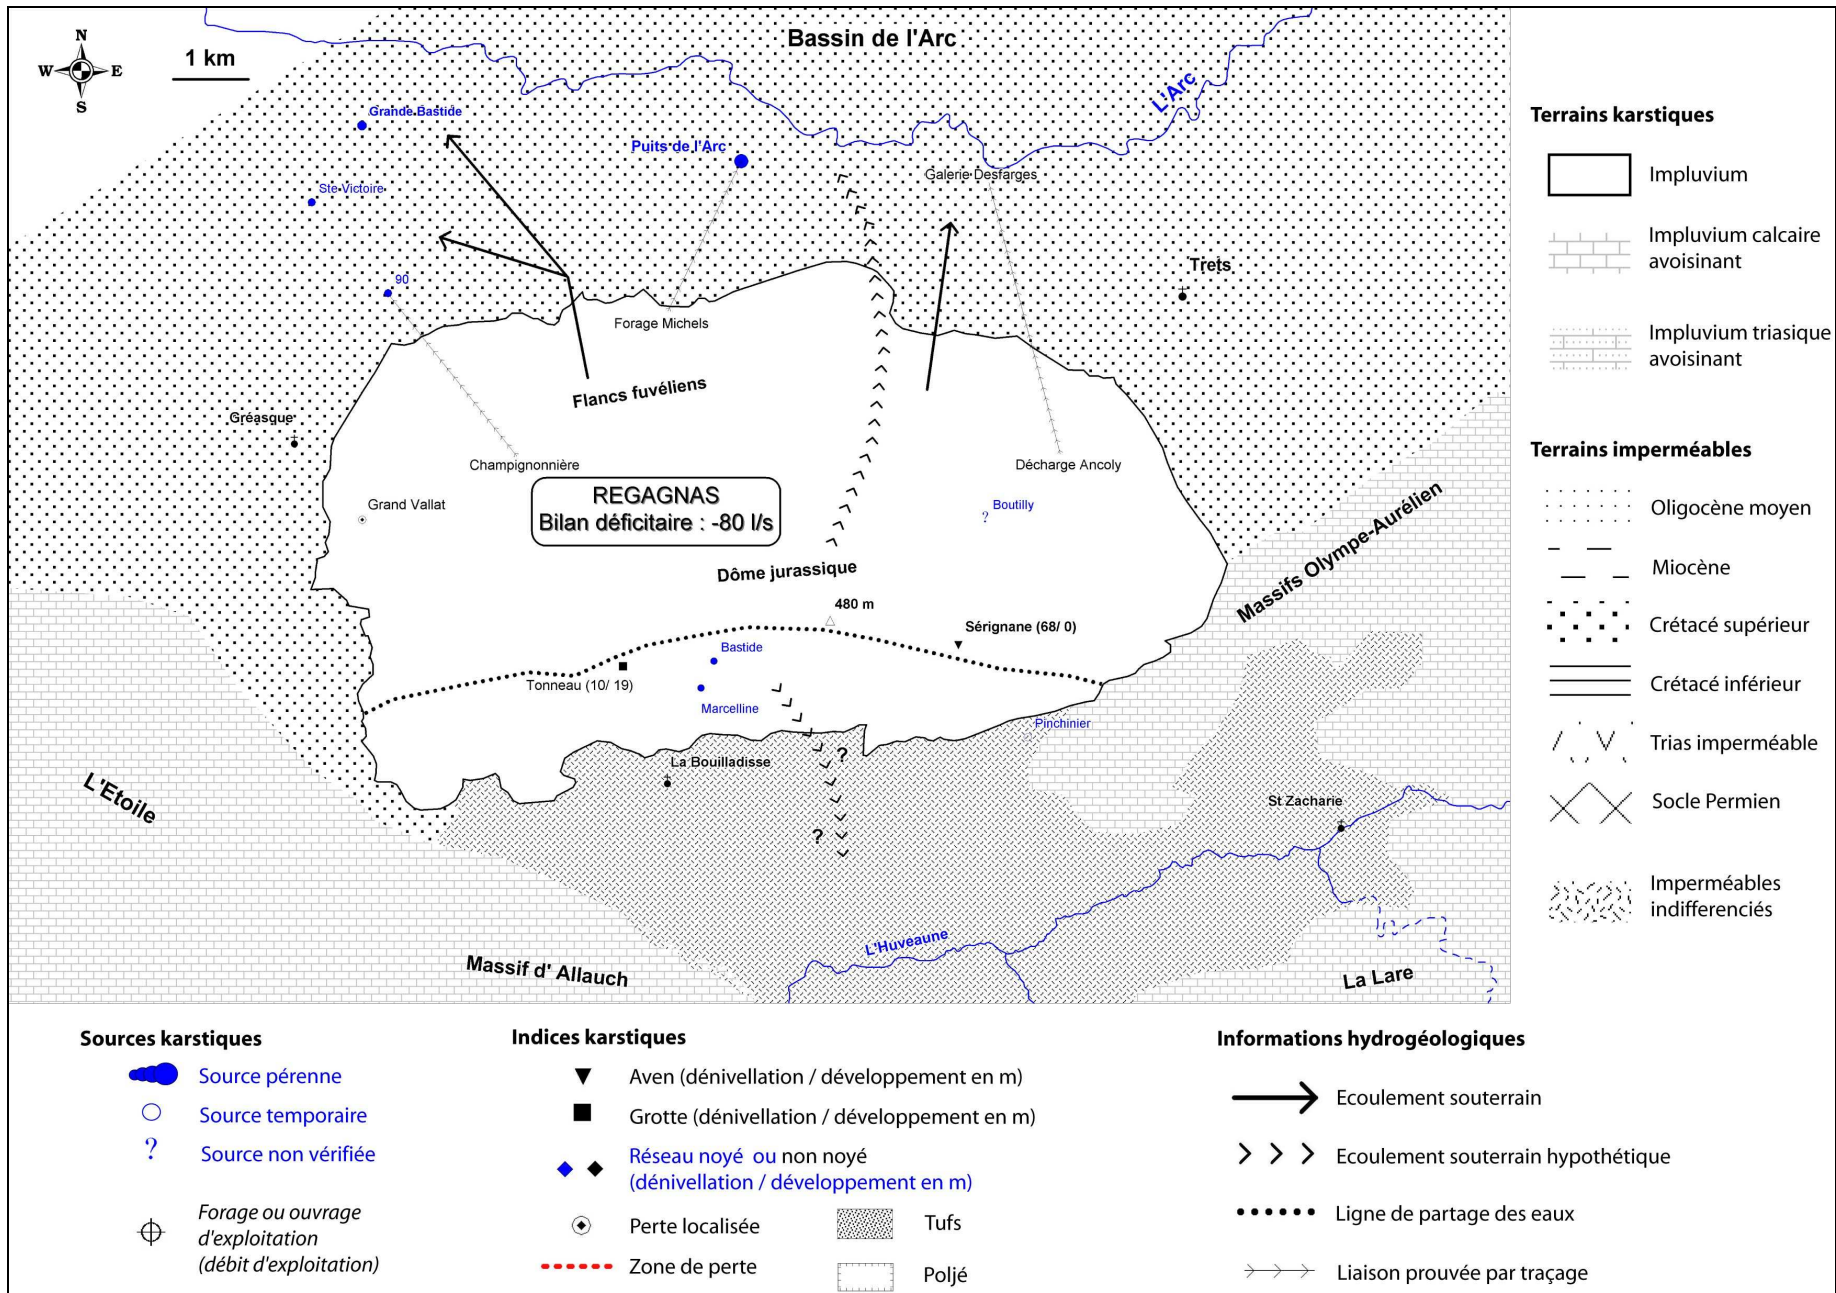 N
W E
S
1 km
Bassin de l'Arc
L'Arc
Grande Bastide
Puits de l'Arc
Galerie Desfarges
Ste Victoire
90
Trets
Forage Michels
Flancs fuvéliens
Gréasque
Champignonnière
Décharge Ancoly
Grand Vallat
REGAGNAS
Bilan déficitaire : -80 l/s
Boutilly
?
Massifs Olympe-Aurélien
Dôme jurassique
480 m
Sérignane (68/ 0)
Bastide
Tonneau (10/ 19)
Marcelline
Pinchinier
?
La Bouilladisse
L'Etoile
St Zacharie
?
L'Huveaune
Massif d' Allauch
La Lare
Terrains karstiques
Impluvium
Impluvium calcaire
avoisinant
Impluvium triasique
avoisinant
Terrains imperméables
Oligocène moyen
Miocène
Crétacé supérieur
Crétacé inférieur
Trias imperméable
Socle Permien
Imperméables
indifferenciés
Sources karstiques
Source pérenne
Source temporaire
? Source non vérifiée
Forage ou ouvrage
d'exploitation
(débit d'exploitation)
Indices karstiques
Aven (dénivellation / développement en m)
Grotte (dénivellation / développement en m)
Réseau noyé ou non noyé
(dénivellation / développement en m)
Perte localisée
Zone de perte
Tufs
Poljé
Informations hydrogéologiques
Ecoulement souterrain
Ecoulement souterrain hypothétique
Ligne de partage des eaux
Liaison prouvée par traçage